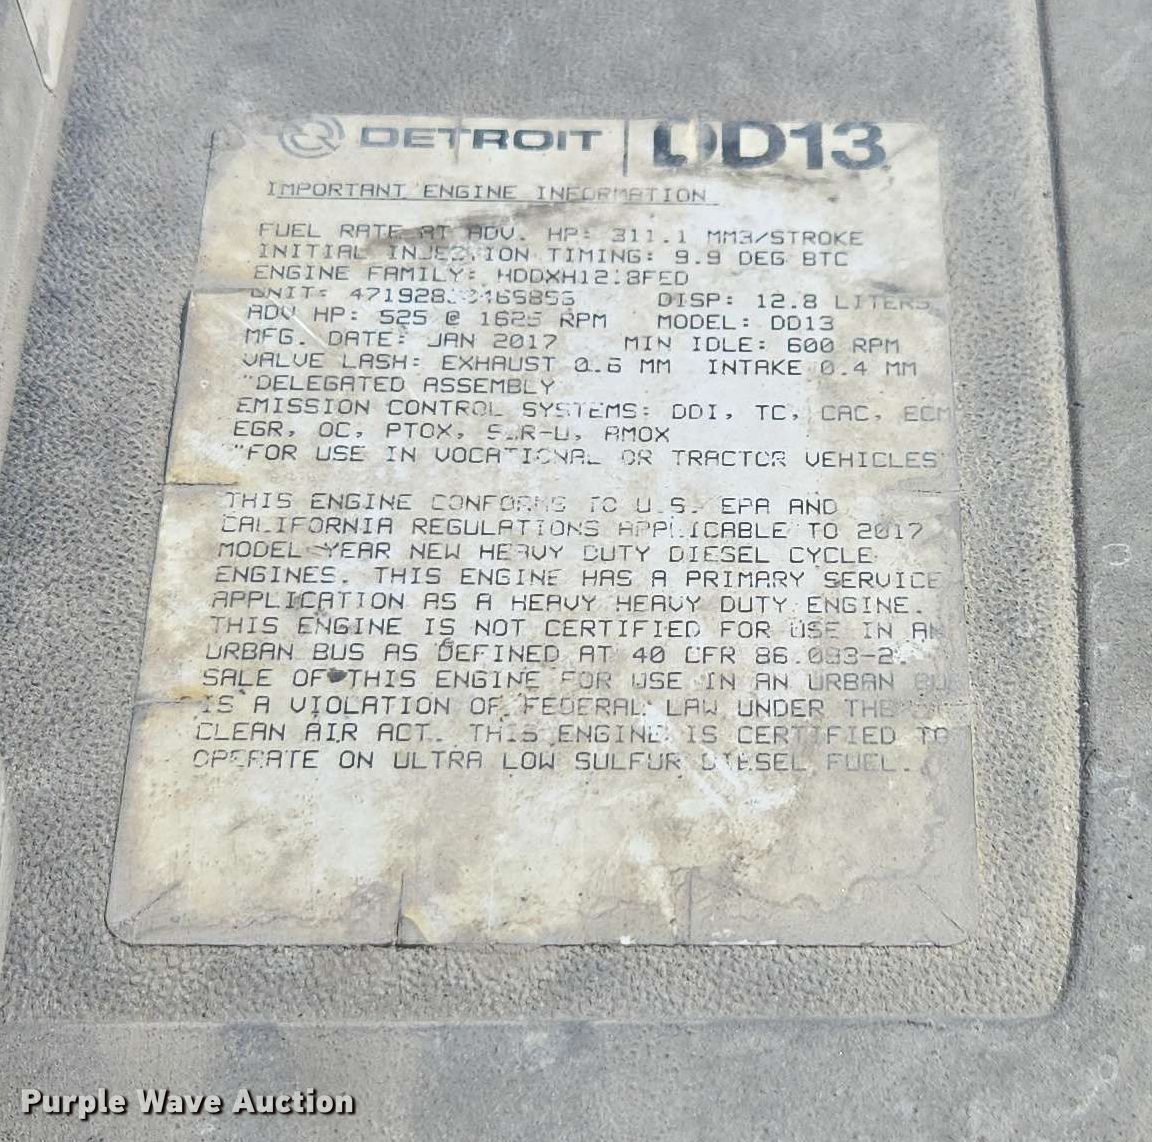 DETROIT DD13
IMPORTANT ENGINE INFORMATION
FUEL RATE AT ADV. HP: 311.1 MM3/STROKE
INITIAL INJECTION TIMING: 9.9 DEG BTC
ENGINE FAMILY: HDDXH12.8FED
UNIT: DISP: 12.8 LITERS
ADV HP: 525 @ 1625 RPM MODEL: DD13
MFG. DATE: JAN 2017 MIN IDLE: 600 RPM
VALVE LASH: EXHAUST 0.6 MM INTAKE 0.4 MM
"DELEGATED ASSEMBLY
EMISSION CONTROL SYSTEMS: DDI, TC, CAC, ECM
EGR, OC, PTOX, SCR-U, AMOX
"FOR USE IN VOCATIONAL OR TRACTOR VEHICLES"
THIS ENGINE CONFORMS TO U.S. EPA AND
CALIFORNIA REGULATIONS APPLICABLE TO 2017
MODEL YEAR NEW HEAVY DUTY DIESEL CYCLE
ENGINES. THIS ENGINE HAS A PRIMARY SERVICE
APPLICATION AS A HEAVY HEAVY DUTY ENGINE.
THIS ENGINE IS NOT CERTIFIED FOR USE IN AN
URBAN BUS AS DEFINED AT 40 CFR 86.093-2.
SALE OF THIS ENGINE FOR USE IN AN URBAN BUS
IS A VIOLATION OF FEDERAL LAW UNDER THE
CLEAN AIR ACT. THIS ENGINE IS CERTIFIED TO
OPERATE ON ULTRA LOW SULFUR DIESEL FUEL.
Purple Wave Auction